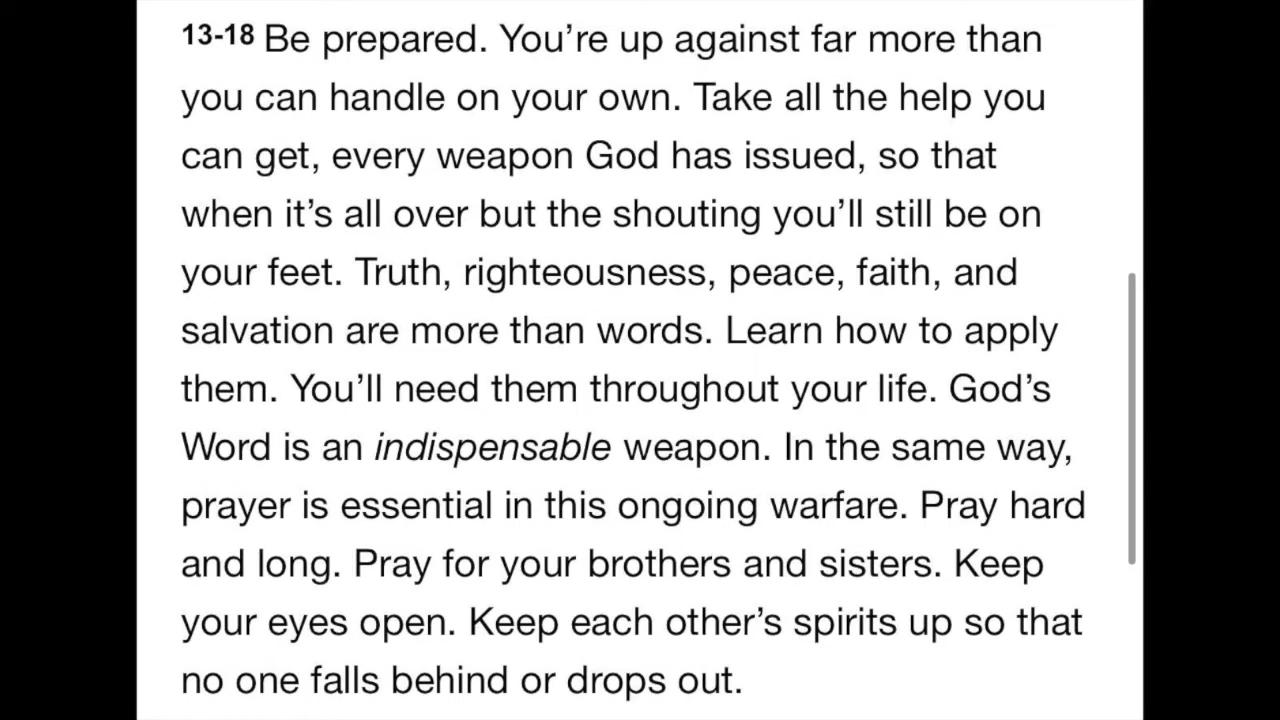 13-18 Be prepared. You’re up against far more than
you can handle on your own. Take all the help you
can get, every weapon God has issued, so that
when it’s all over but the shouting you’ll still be on
your feet. Truth, righteousness, peace, faith, and
salvation are more than words. Learn how to apply
them. You’ll need them throughout your life. God’s
Word is an indispensable weapon. In the same way,
prayer is essential in this ongoing warfare. Pray hard
and long. Pray for your brothers and sisters. Keep
your eyes open. Keep each other’s spirits up so that
no one falls behind or drops out.